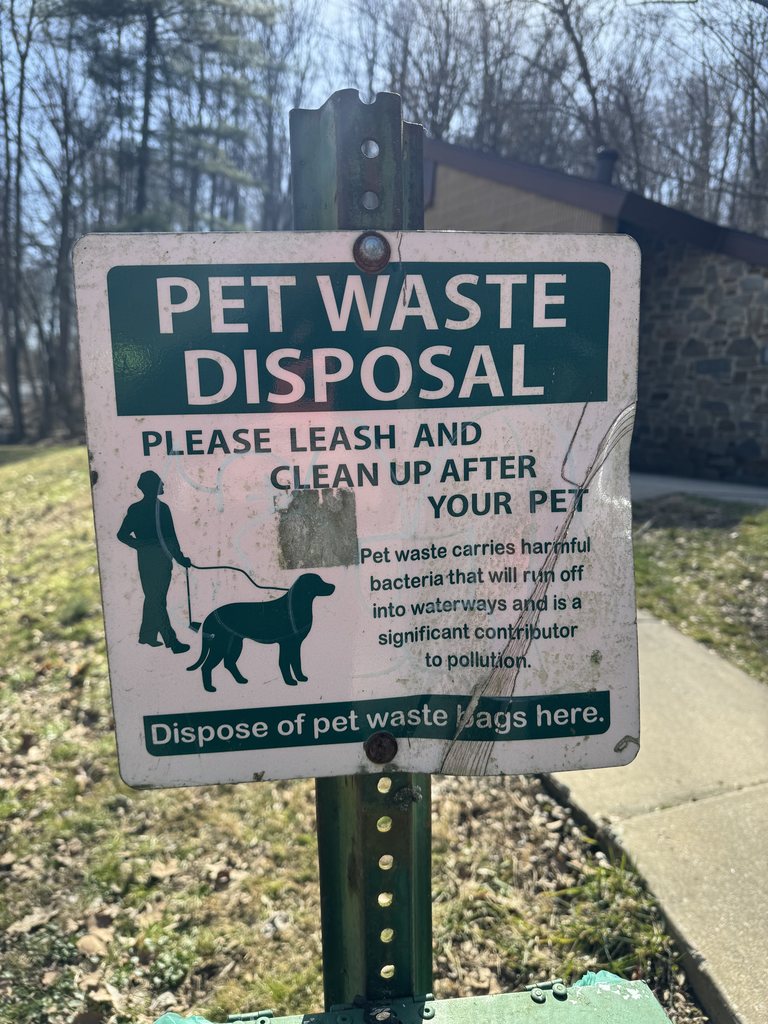 PET WASTE
DISPOSAL
PLEASE LEASH AND
CLEAN UP AFTER
YOUR PET
Pet waste carries harmful
bacteria that will run off
into waterways and is a
significant contributor
to pollution.
Dispose of pet waste bags here.